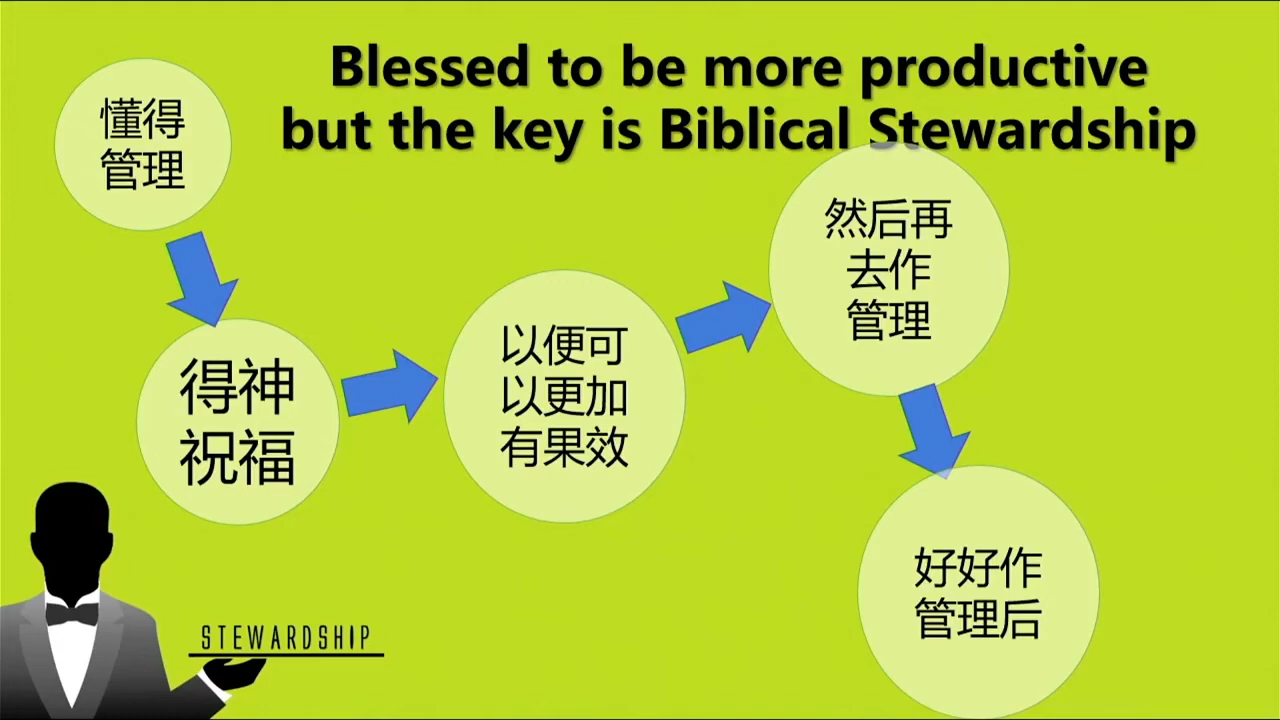 Blessed to be more productive
but the key is Biblical Stewardship
懂得
管理
得神
祝福
以便可
以更加
有果效
然后再
去作
管理
好好作
管理后
STEWARDSHIP